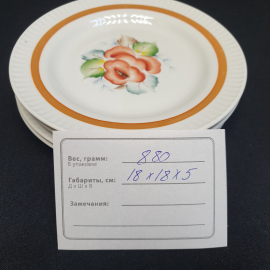 Вес, грамм: 880
В упаковке
Габариты, см: 18 x 18 x 5
Д x Ш x В
Замечания: